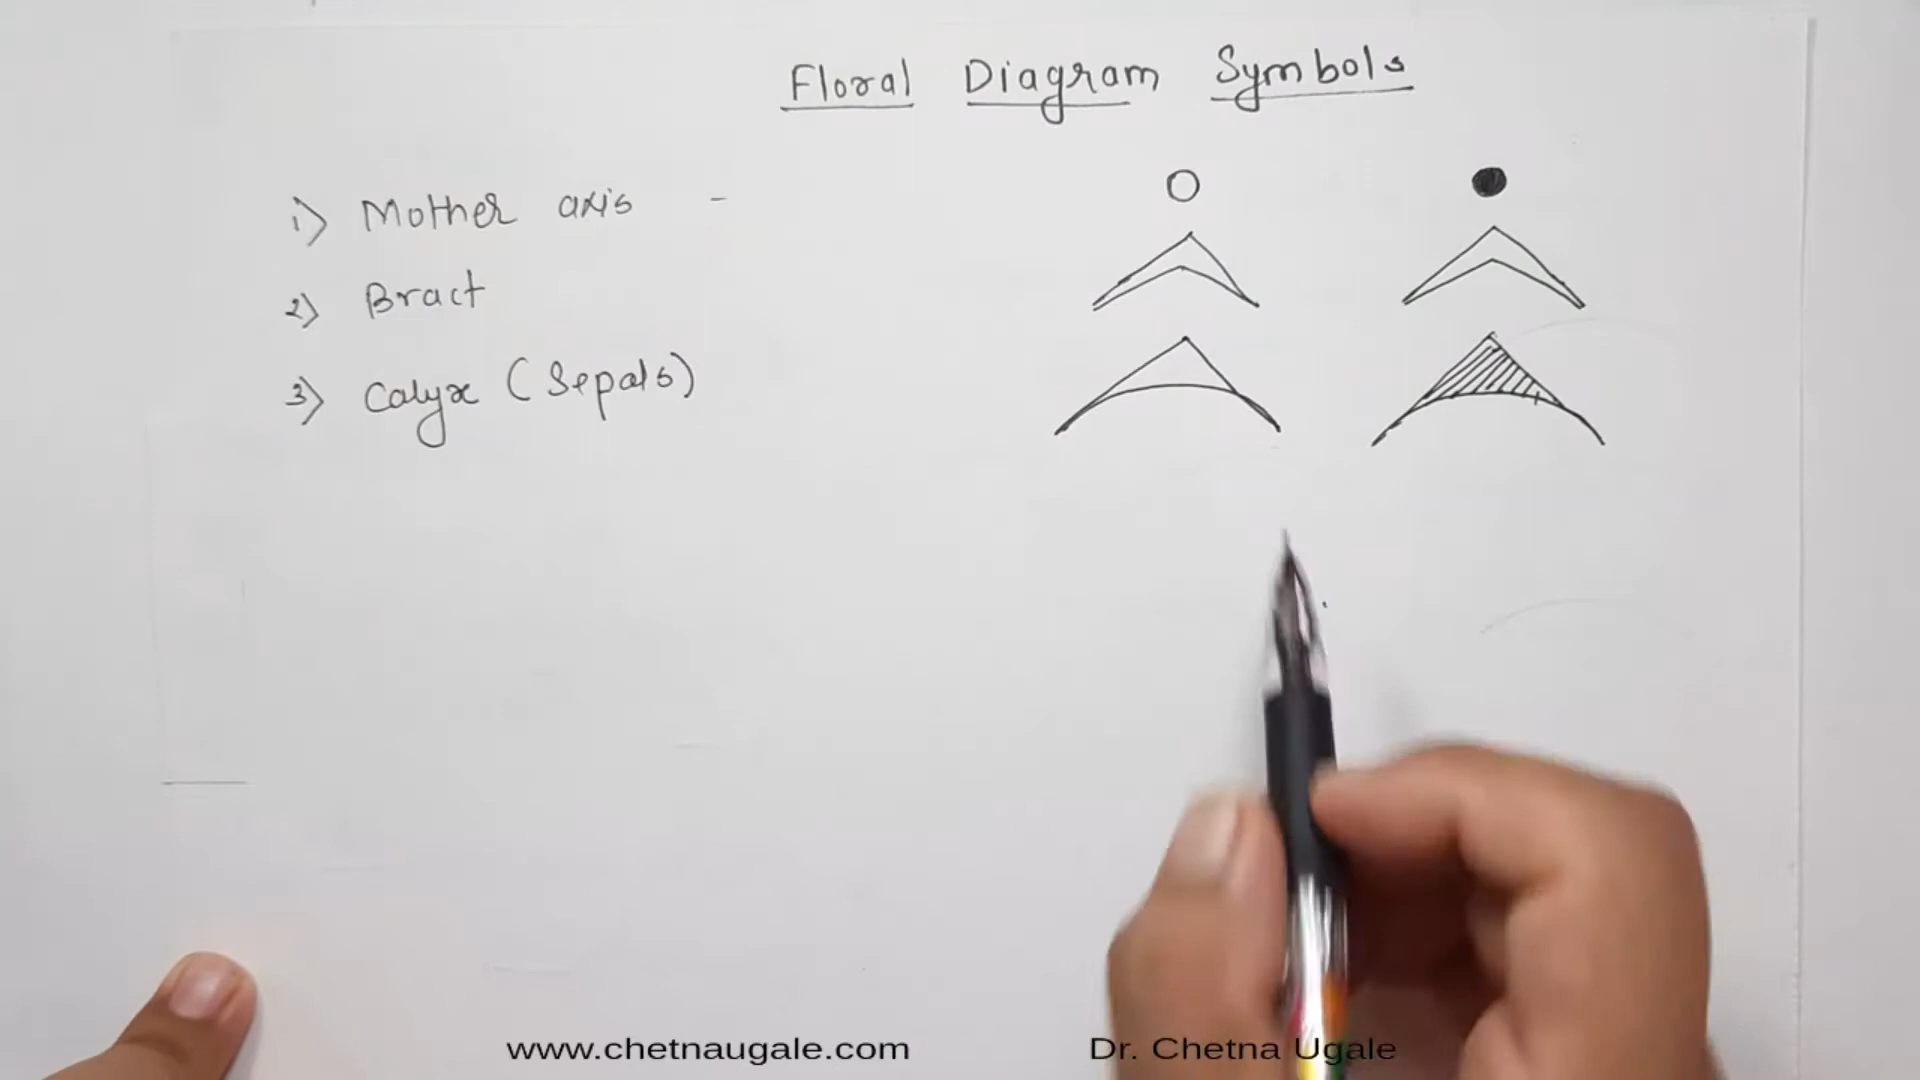 Floral Diagram Symbols
1) Mother axis -
2) Bract
3) Calyx (Sepals)
www.chetnaugale.com Dr. Chetna Ugale